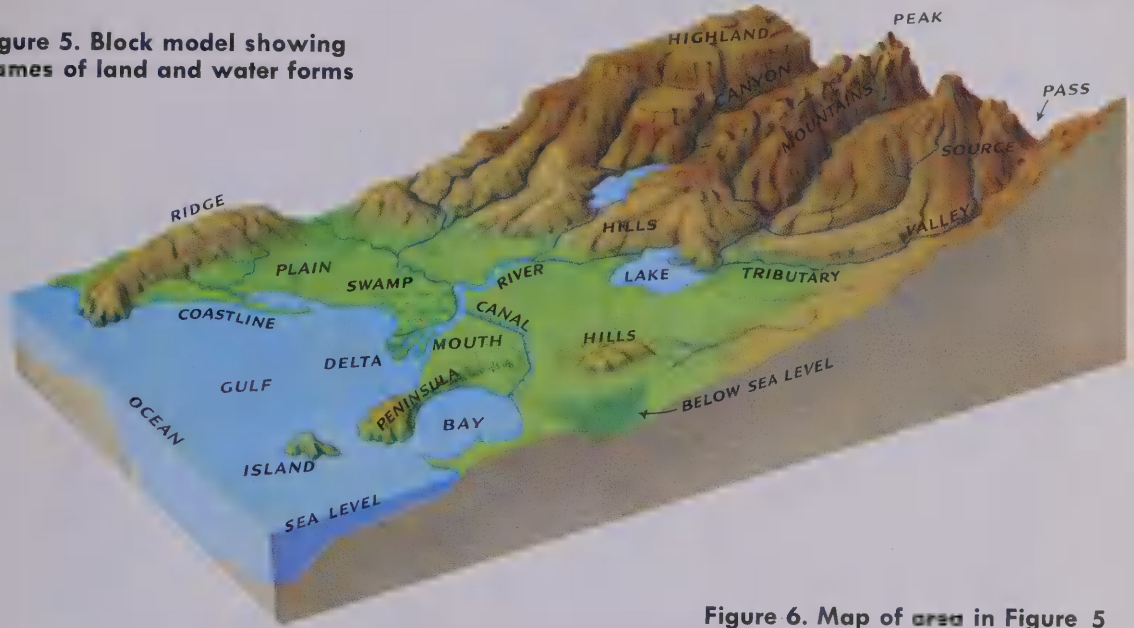 gure 5. Block model showing
ames of land and water forms
PEAK
HIGHLAND
CANYON
MOUNTAINS
PASS
SOURCE
RIDGE
HILLS
VALLEY
PLAIN
SWAMP
RIVER
LAKE
TRIBUTARY
COASTLINE
CANAL
MOUTH
HILLS
DELTA
GULF
PENINSULA
BELOW SEA LEVEL
OCEAN
BAY
ISLAND
SEA LEVEL
Figure 6. Map of area in Figure 5